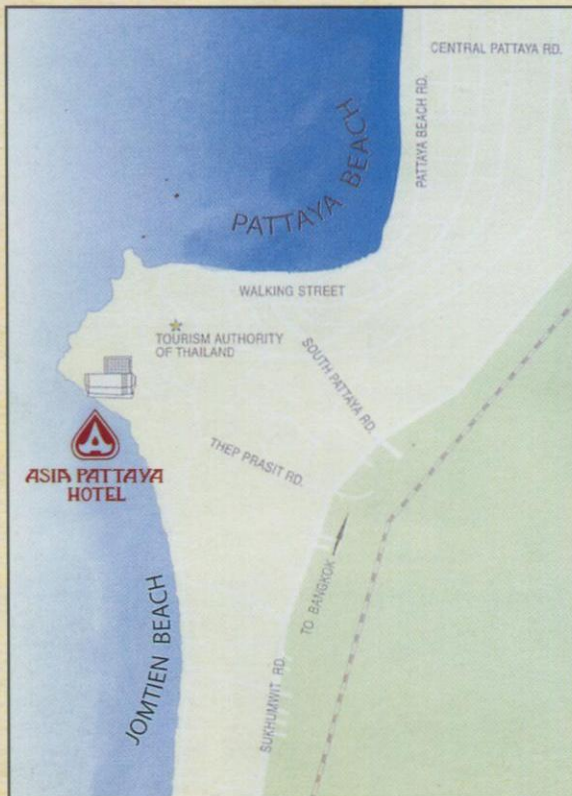 CENTRAL PATTAYA RD.
PATTAYA BEACH RD.
PATTAYA BEACH
WALKING STREET
TOURISM AUTHORITY
OF THAILAND
SOUTH PATTAYA RD.
ASIA PATTAYA
HOTEL
THEP PRASIT RD.
TO BANGKOK
JOMTIEN BEACH
SUKHUMWIT RD.